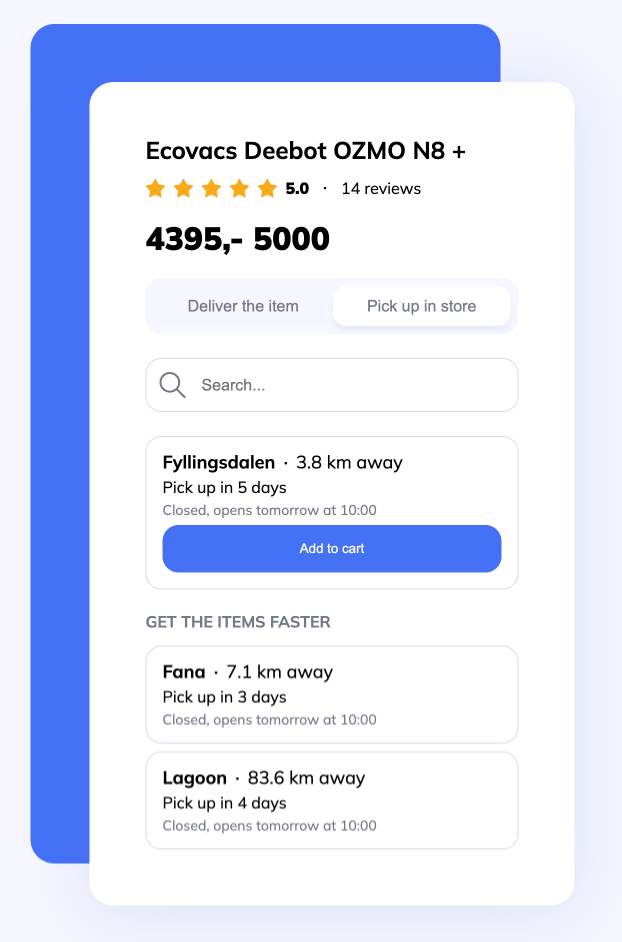 Ecovacs Deebot OZMO N8 +
5.0 · 14 reviews
4395,- 5000
Deliver the item Pick up in store
Search...
Fyllingsdalen · 3.8 km away
Pick up in 5 days
Closed, opens tomorrow at 10:00
Add to cart
GET THE ITEMS FASTER
Fana · 7.1 km away
Pick up in 3 days
Closed, opens tomorrow at 10:00
Lagoon · 83.6 km away
Pick up in 4 days
Closed, opens tomorrow at 10:00